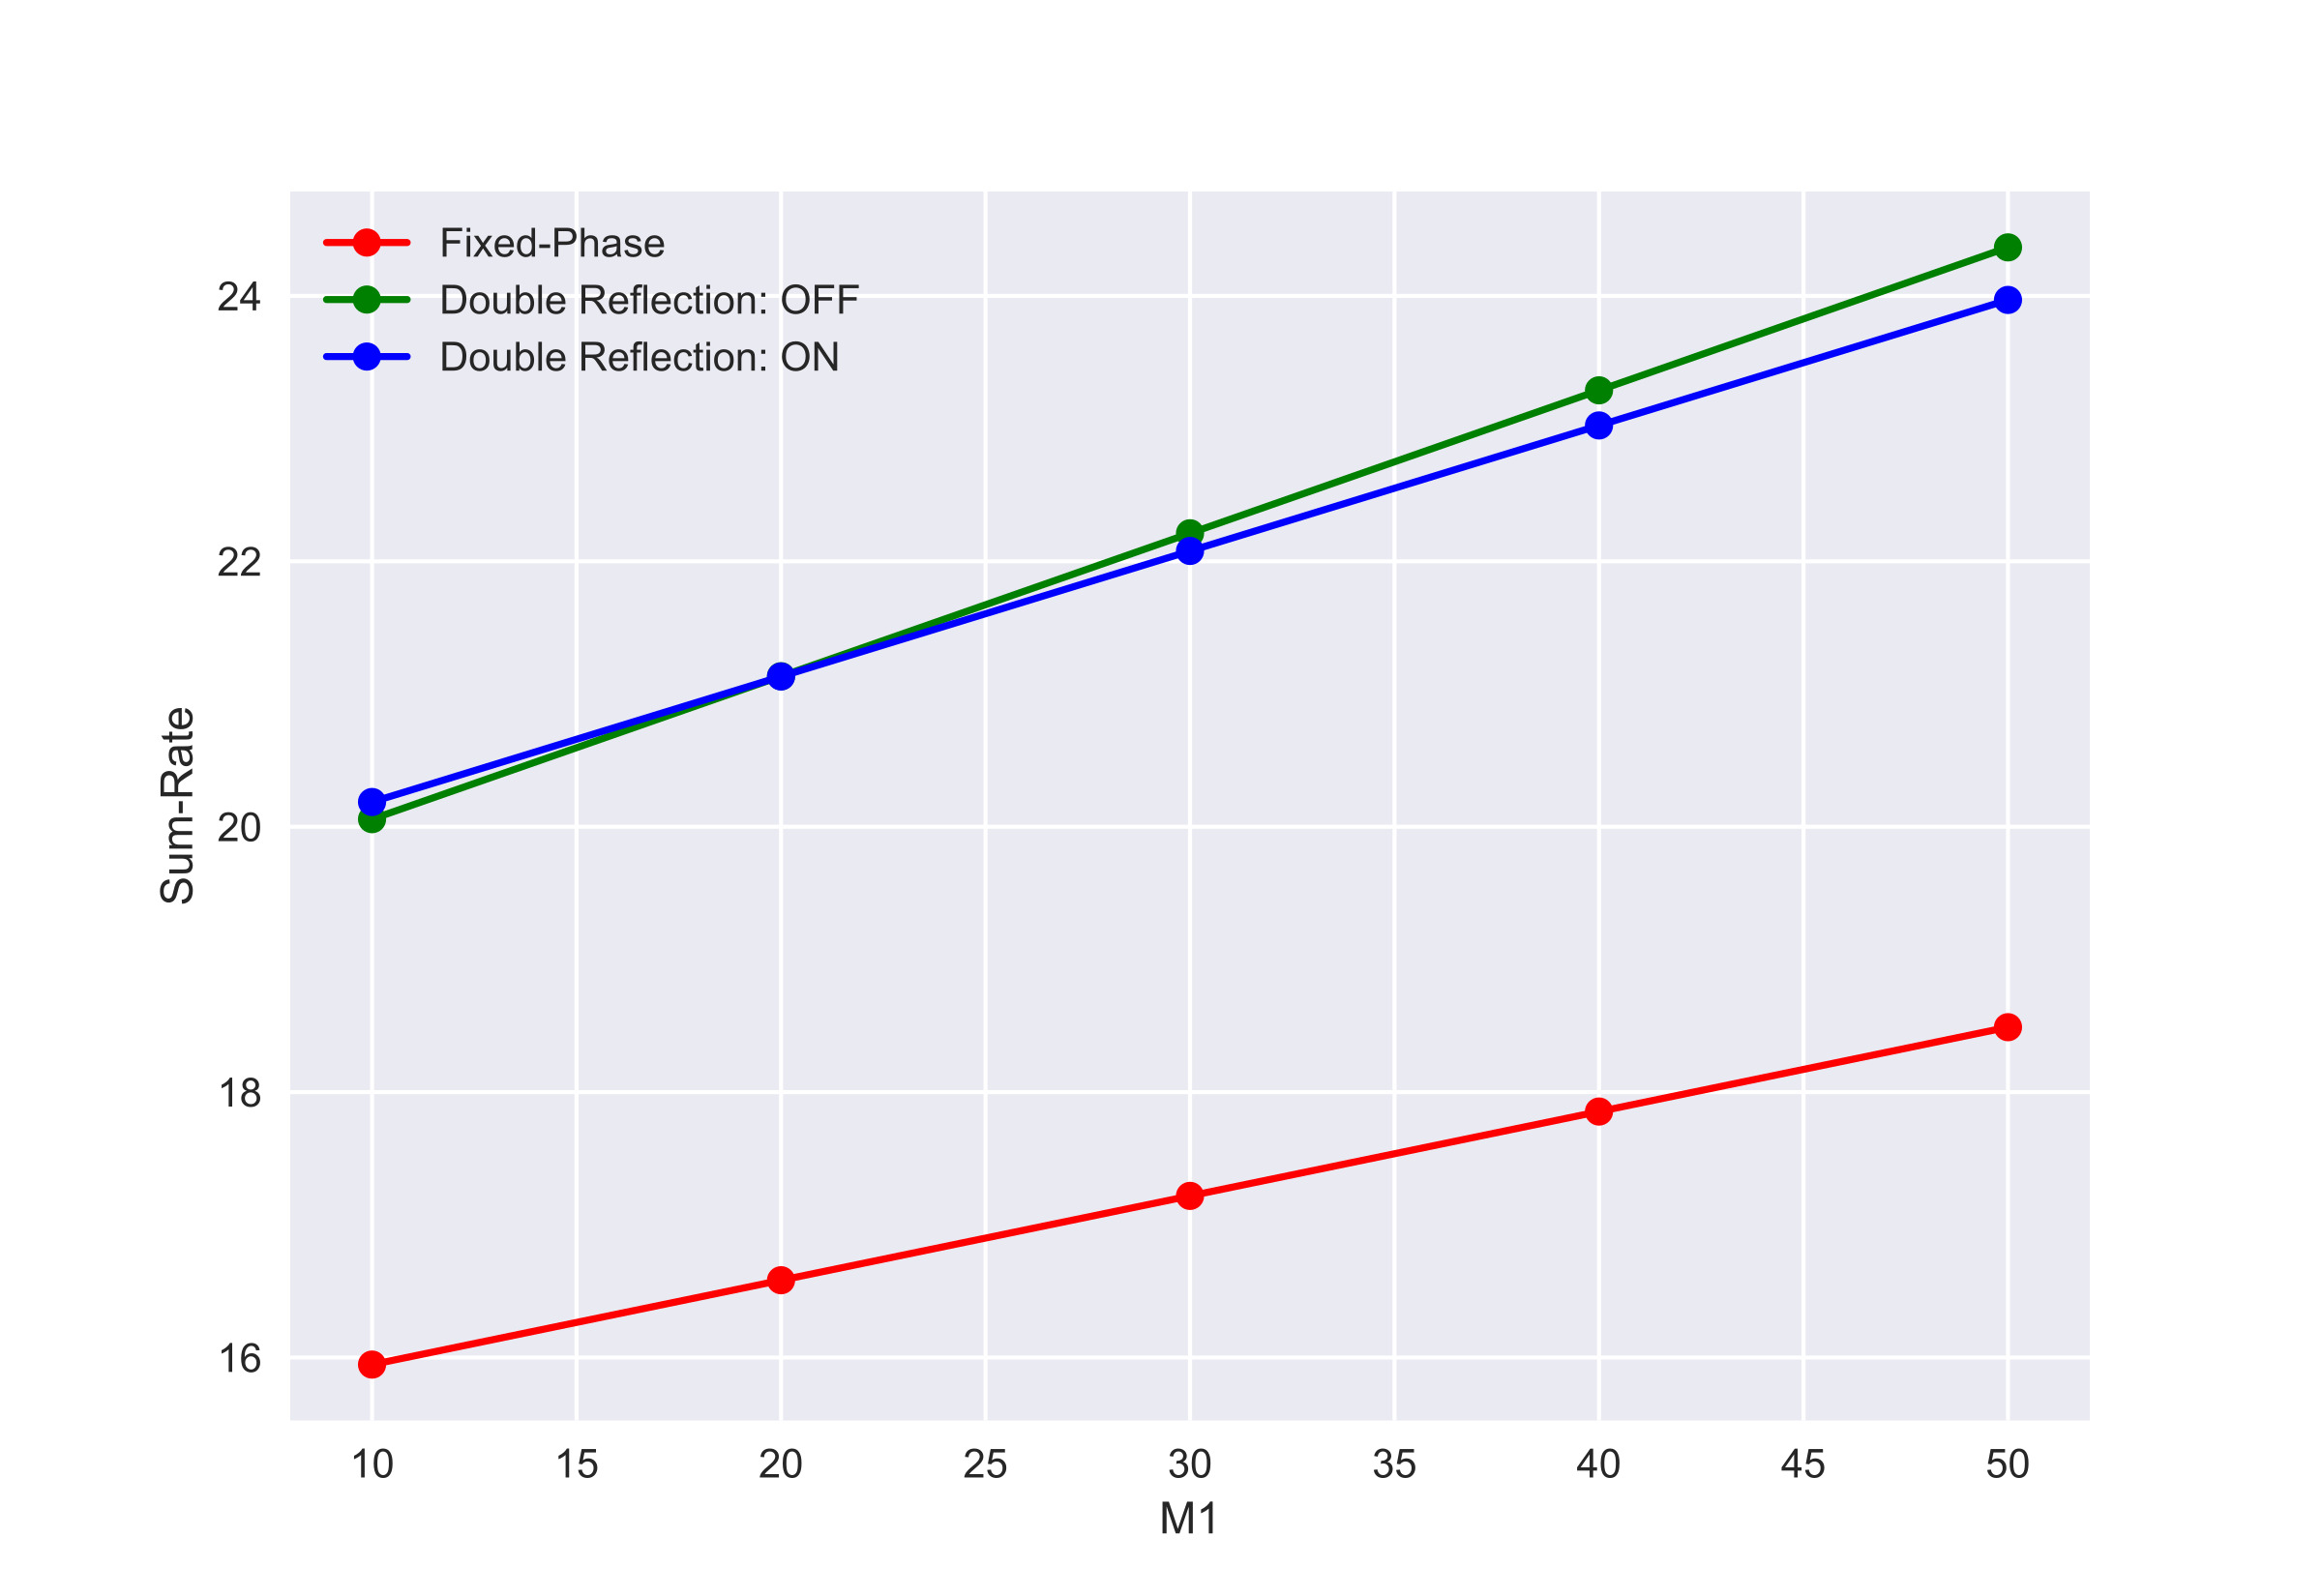 Fixed-Phase
Double Reflection: OFF
Double Reflection: ON
24
22
20
18
16
Sum-Rate
10 15 20 25 30 35 40 45 50
M1